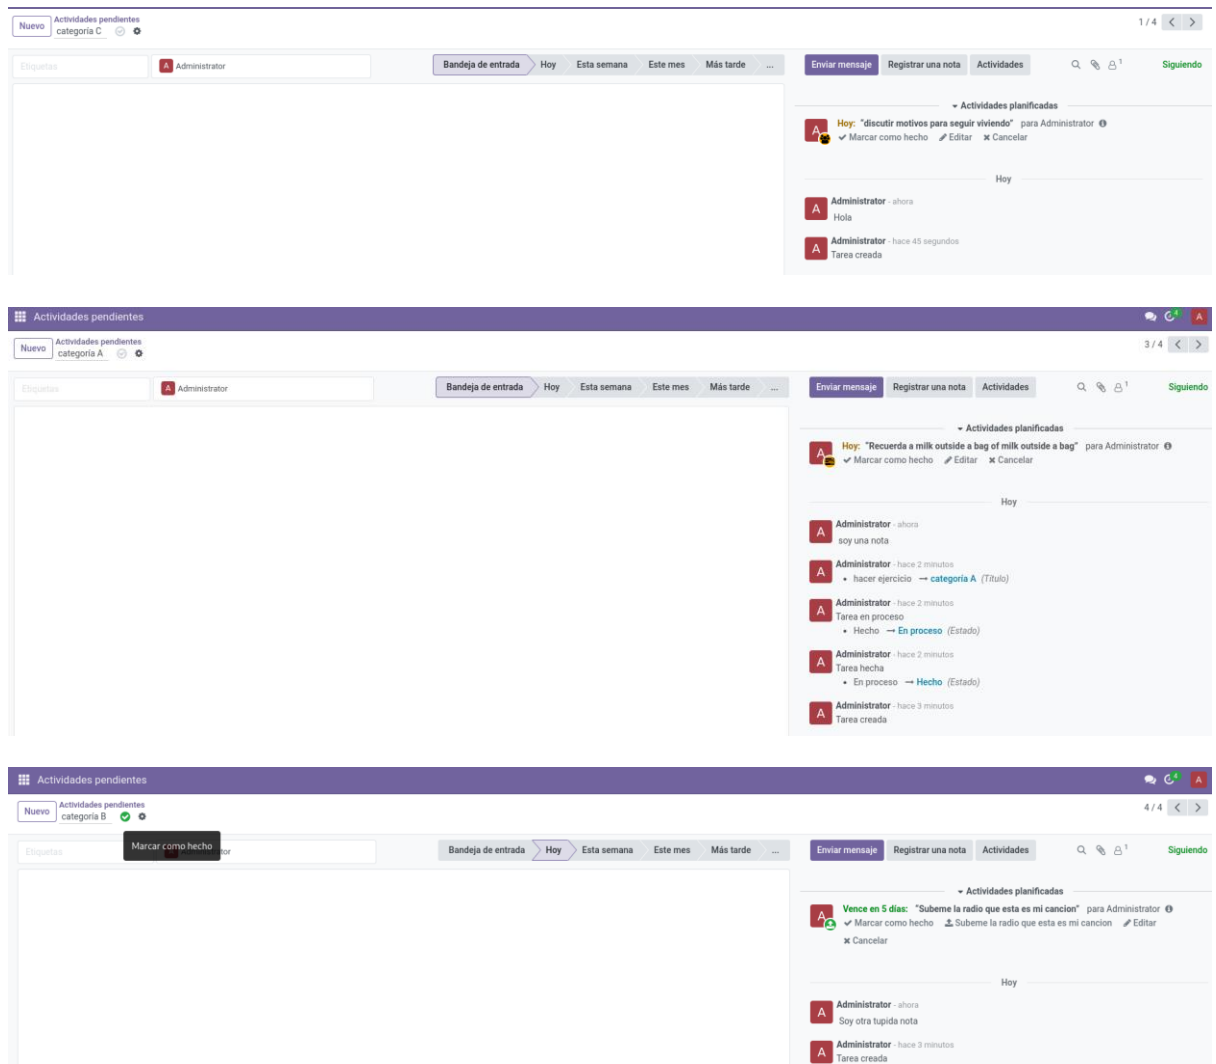 Nuevo
Actividades pendientes
categoría C
1 / 4
Etiquetas
A Administrator
Bandeja de entrada Hoy Esta semana Este mes Más tarde ...
Enviar mensaje Registrar una nota Actividades
1
Siguiendo
Actividades planificadas
A
Hoy: "discutir motivos para seguir viviendo" para Administrator
Marcar como hecho Editar Cancelar
Hoy
A
Administrator - ahora
Hola
A
Administrator - hace 45 segundos
Tarea creada
Actividades pendientes
4
A
Nuevo
Actividades pendientes
categoría A
3 / 4
Etiquetas
A Administrator
Bandeja de entrada Hoy Esta semana Este mes Más tarde ...
Enviar mensaje Registrar una nota Actividades
1
Siguiendo
Actividades planificadas
A
Hoy: "Recuerda a milk outside a bag of milk outside a bag" para Administrator
Marcar como hecho Editar Cancelar
Hoy
A
Administrator - ahora
soy una nota
A
Administrator - hace 2 minutos
• hacer ejercicio → categoría A (Título)
A
Administrator - hace 2 minutos
Tarea en proceso
• Hecho → En proceso (Estado)
A
Administrator - hace 2 minutos
Tarea hecha
• En proceso → Hecho (Estado)
A
Administrator - hace 3 minutos
Tarea creada
Actividades pendientes
4
A
Nuevo
Actividades pendientes
categoría B
4 / 4
Marcar como hecho
Etiquetas
Bandeja de entrada Hoy Esta semana Este mes Más tarde ...
Enviar mensaje Registrar una nota Actividades
1
Siguiendo
Actividades planificadas
A
Vence en 5 días: "Subeme la radio que esta es mi cancion" para Administrator
Marcar como hecho Subeme la radio que esta es mi cancion Editar
Cancelar
Hoy
A
Administrator - ahora
Soy otra tupida nota
A
Administrator - hace 3 minutos
Tarea creada